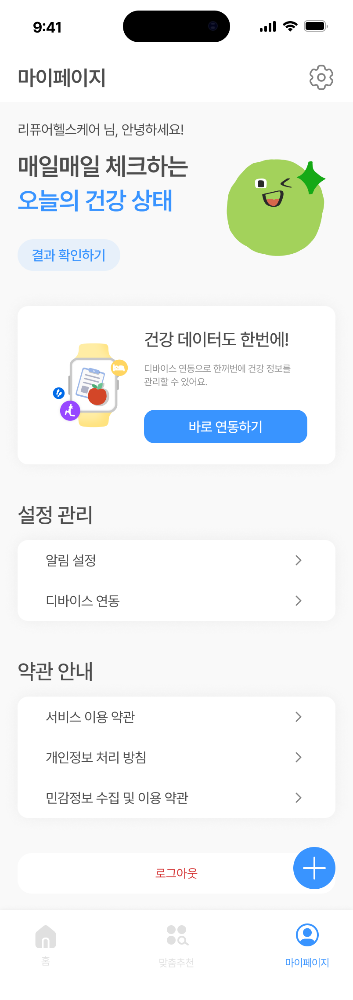 9:41
마이페이지
리퓨어헬스케어 님, 안녕하세요!
매일매일 체크하는
오늘의 건강 상태
결과 확인하기
건강 데이터도 한번에!
디바이스 연동으로 한꺼번에 건강 정보를
관리할 수 있어요.
바로 연동하기
설정 관리
알림 설정
디바이스 연동
약관 안내
서비스 이용 약관
개인정보 처리 방침
민감정보 수집 및 이용 약관
로그아웃
홈
맞춤추천
마이페이지